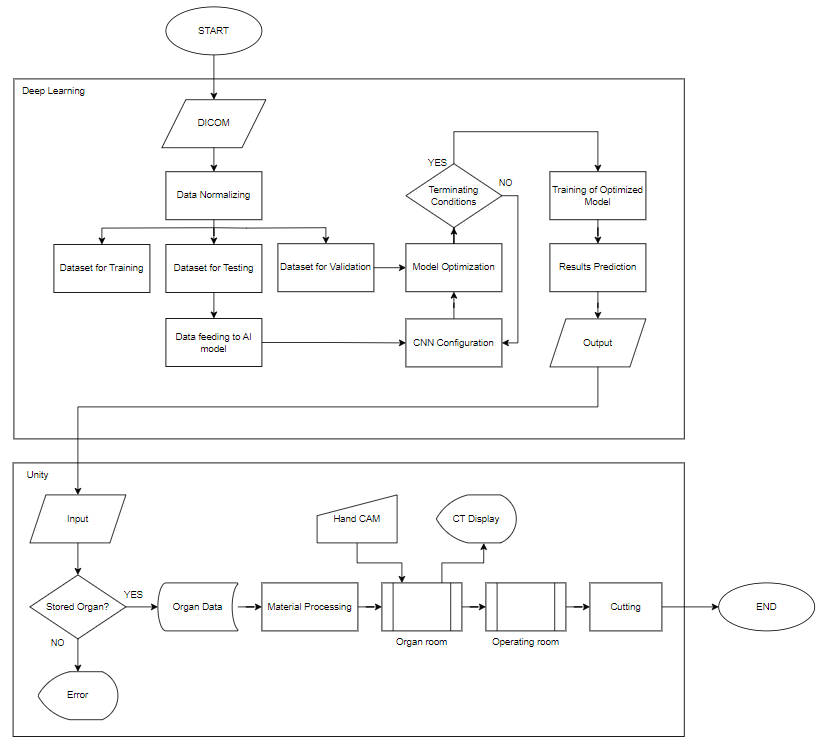 START
Deep Learning
DICOM
Data Normalizing
Dataset for Training
Dataset for Testing
Dataset for Validation
Data feeding to AI
model
YES
NO
Terminating
Conditions
Model Optimization
CNN Configuration
Training of Optimized
Model
Results Prediction
Output
Unity
Input
Stored Organ?
YES
NO
Error
Organ Data
Material Processing
Hand CAM
CT Display
Organ room
Operating room
Cutting
END